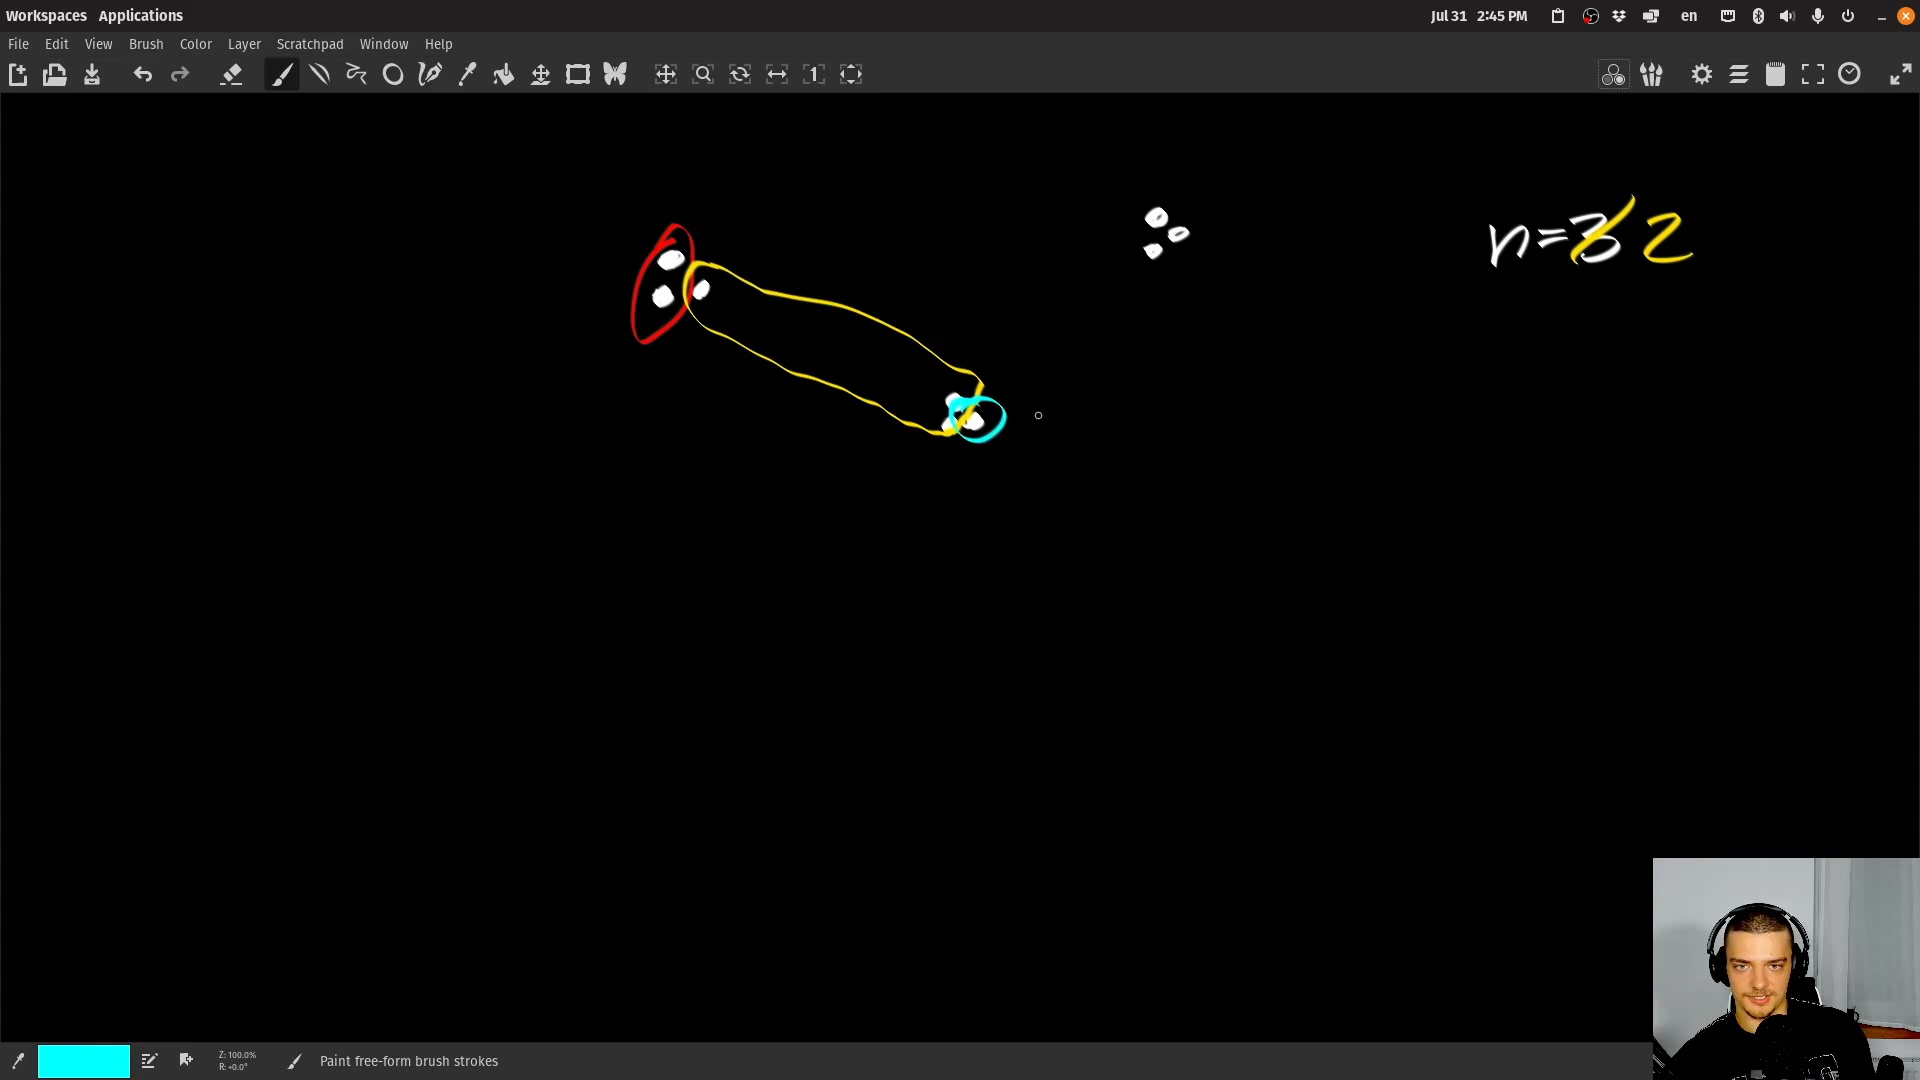 Workspaces Applications Jul 31 2:45 PM en
File Edit View Brush Color Layer Scratchpad Window Help
n=3 2
Z: 100.0%
R: +0.0°
Paint free-form brush strokes